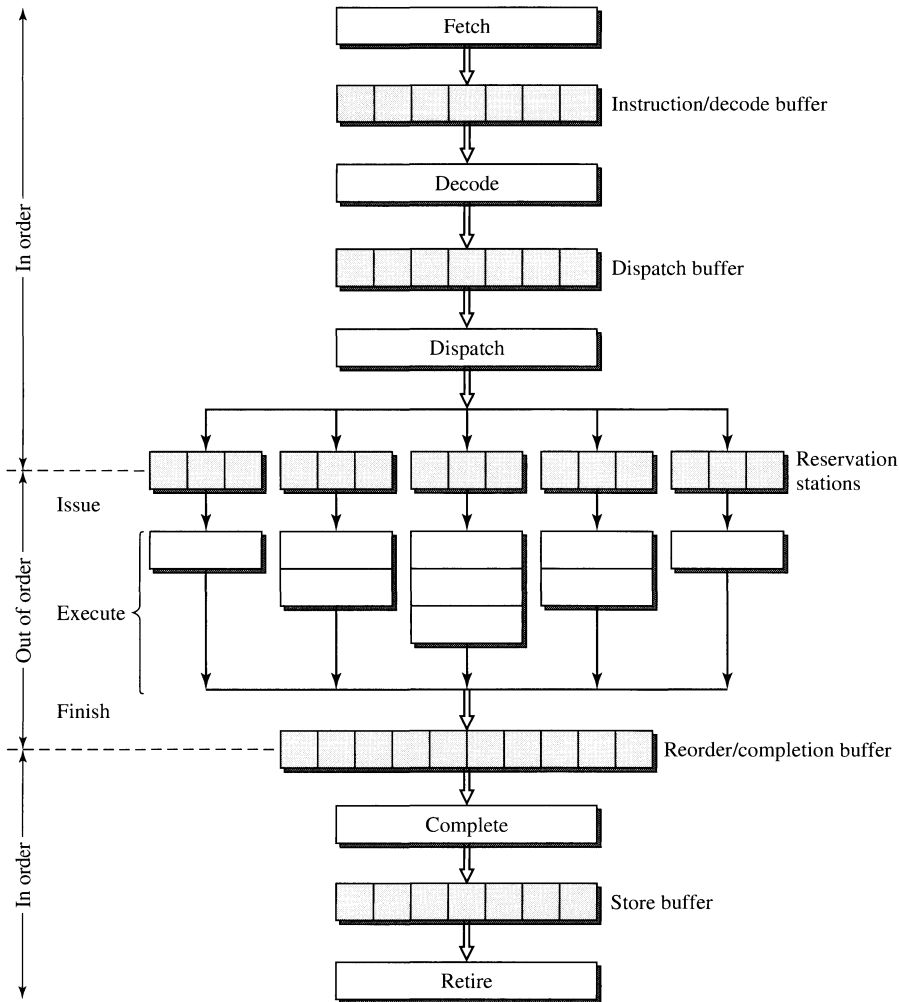 Fetch
Instruction/decode buffer
Decode
In order
Dispatch buffer
Dispatch
Reservation
stations
Issue
Out of order
Execute
Finish
Reorder/completion buffer
Complete
In order
Store buffer
Retire